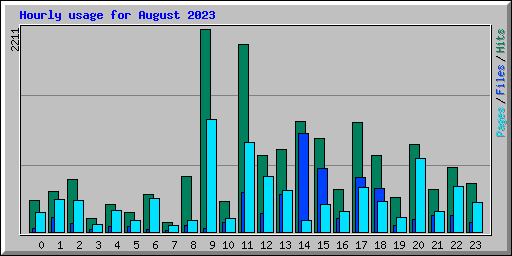 Hourly usage for August 2023
2211
Pages / Files / Hits
0 1 2 3 4 5 6 7 8 9 10 11 12 13 14 15 16 17 18 19 20 21 22 23